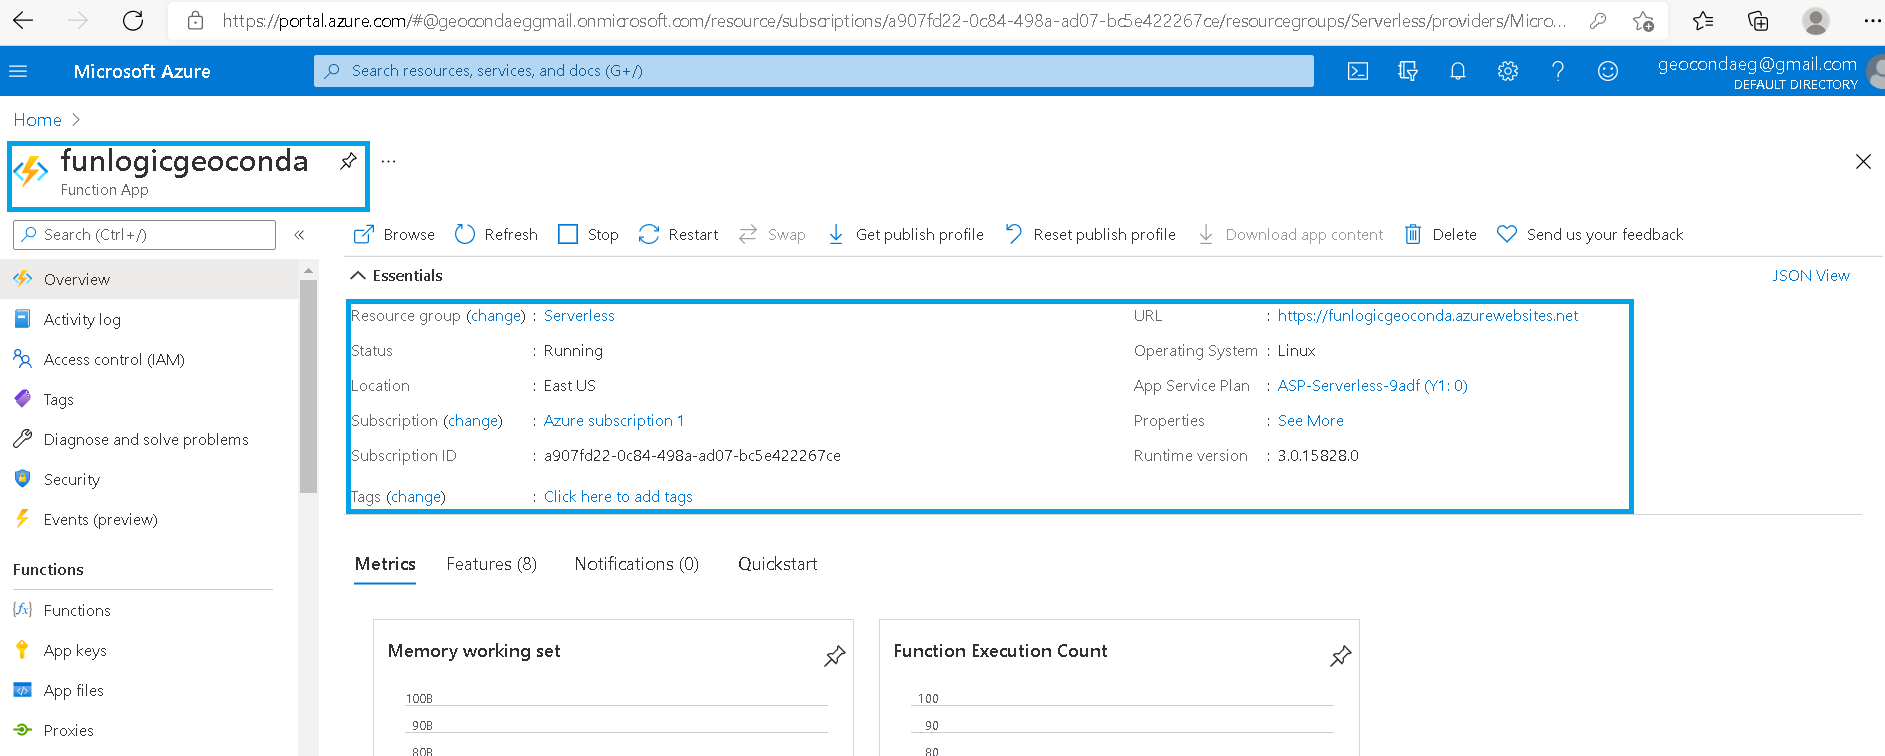 https://portal.azure.com/#@geocondaeggmail.onmicrosoft.com/resource/subscriptions/a907fd22-0c84-498a-ad07-bc5e422267ce/resourcegroups/Serverless/providers/Micro...
Microsoft Azure
Search resources, services, and docs (G+/)
geocondaeg@gmail.com
DEFAULT DIRECTORY
Home
funlogicgeoconda
Function App
Search (Ctrl+/)
Browse Refresh Stop Restart Swap Get publish profile Reset publish profile Download app content Delete Send us your feedback
Overview
Activity log
Access control (IAM)
Tags
Diagnose and solve problems
Security
Events (preview)
Functions
Functions
App keys
App files
Proxies
Essentials
JSON View
Resource group (change) : Serverless
Status : Running
Location : East US
Subscription (change) : Azure subscription 1
Subscription ID : a907fd22-0c84-498a-ad07-bc5e422267ce
Tags (change) : Click here to add tags
URL : https://funlogicgeoconda.azurewebsites.net
Operating System : Linux
App Service Plan : ASP-Serverless-9adf (Y1: 0)
Properties : See More
Runtime version : 3.0.15828.0
Metrics Features (8) Notifications (0) Quickstart
Memory working set
100B
90B
80B
Function Execution Count
100
90
80